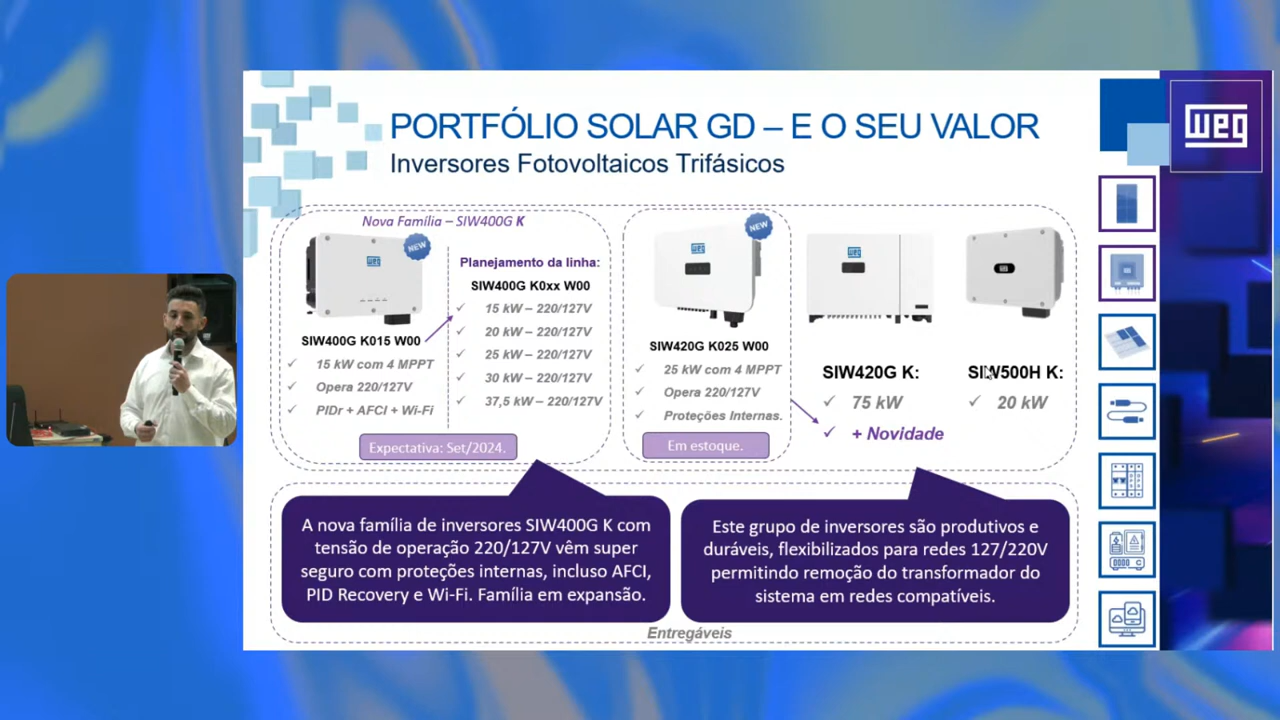 PORTFÓLIO SOLAR GD – E O SEU VALOR
Inversores Fotovoltaicos Trifásicos
weg
Nova Família – SIW400G K
NEW
weg
SIW400G K015 W00
✓ 15 kW com 4 MPPT
✓ Opera 220/127V
✓ PIDr + AFCI + Wi-Fi
Planejamento da linha:
SIW400G K0xx W00
✓ 15 kW – 220/127V
✓ 20 kW – 220/127V
✓ 25 kW – 220/127V
✓ 30 kW – 220/127V
✓ 37,5 kW – 220/127V
Expectativa: Set/2024.
NEW
weg
SIW420G K025 W00
✓ 25 kW com 4 MPPT
✓ Opera 220/127V
✓ Proteções Internas.
Em estoque.
weg
SIW420G K:
✓ 75 kW
✓ + Novidade
SIW500H K:
✓ 20 kW
A nova família de inversores SIW400G K com
tensão de operação 220/127V vêm super
seguro com proteções internas, incluso AFCI,
PID Recovery e Wi-Fi. Família em expansão.
Este grupo de inversores são produtivos e
duráveis, flexibilizados para redes 127/220V
permitindo remoção do transformador do
sistema em redes compatíveis.
Entregáveis